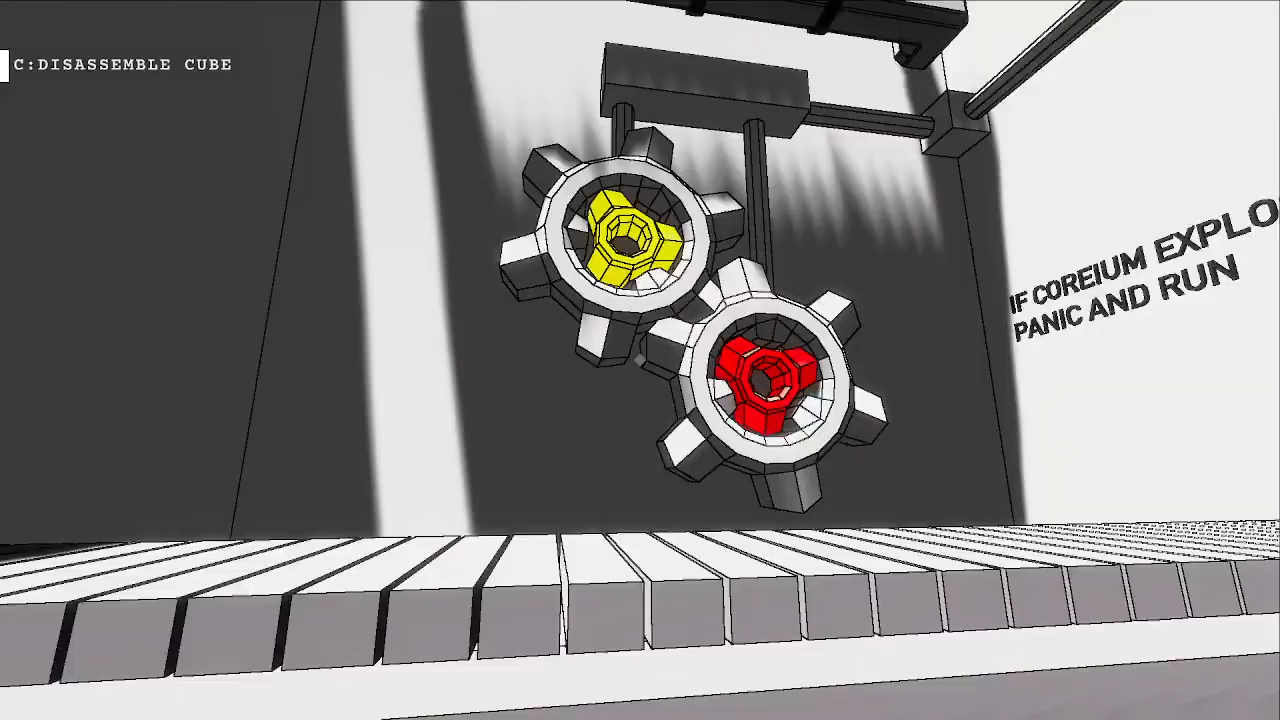 C:DISASSEMBLE CUBE
IF COREIUM EXPLO
PANIC AND RUN